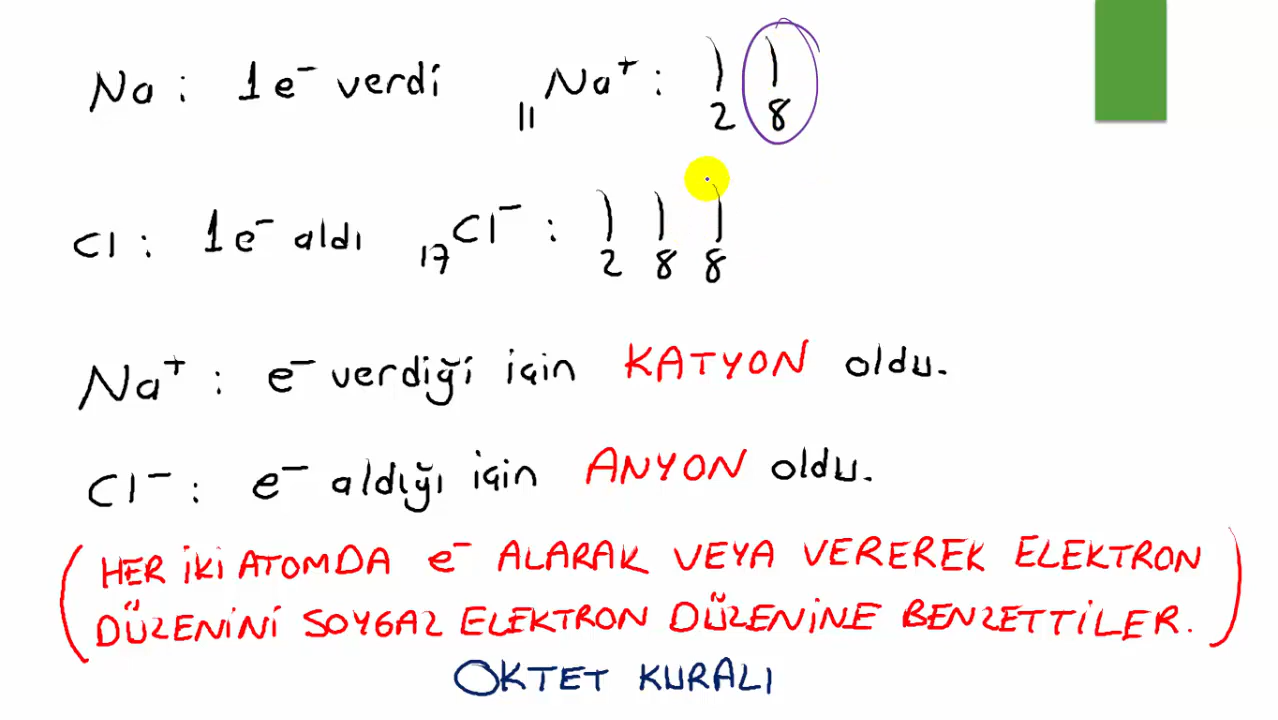 Na : 1e⁻ verdi ₁₁Na⁺ : ) )
2 8
Cl : 1e⁻ aldı ₁₇Cl⁻ : ) ) )
2 8 8
Na⁺ : e⁻ verdiği için KATYON oldu.
Cl⁻ : e⁻ aldığı için ANYON oldu.
(HER İKİ ATOMDA e⁻ ALARAK VEYA VEREREK ELEKTRON
DÜZENİNİ SOYGAZ ELEKTRON DÜZENİNE BENZETTİLER.)
OKTET KURALI